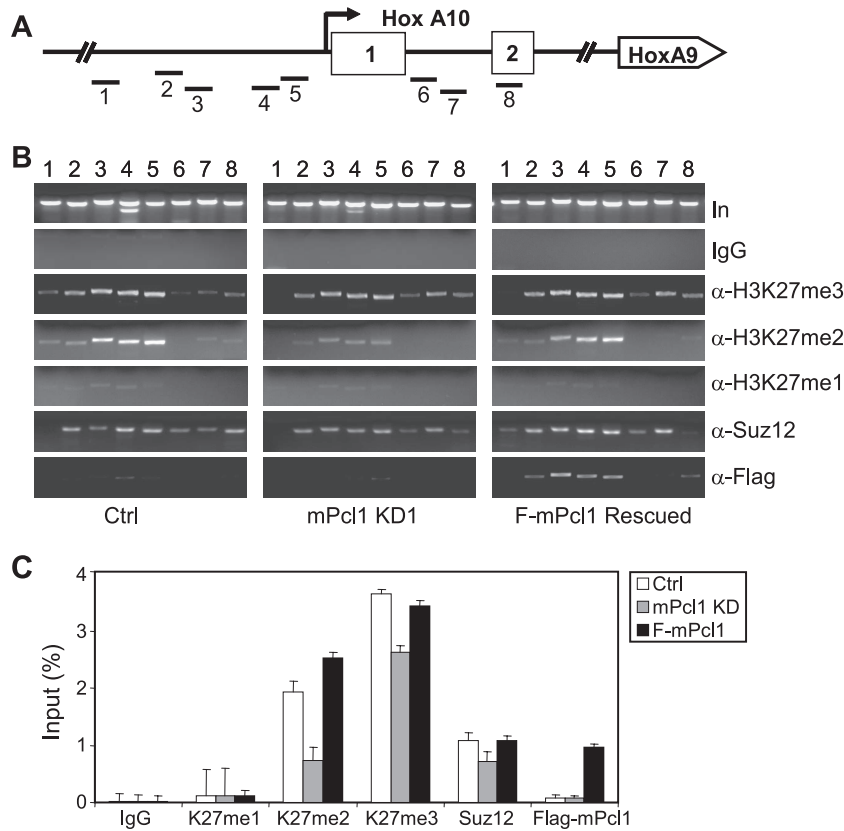 A
Hox A10
1
2
HoxA9
1
2
3
4
5
6
7
8
B
1 2 3 4 5 6 7 8
1 2 3 4 5 6 7 8
1 2 3 4 5 6 7 8
In
IgG
α-H3K27me3
α-H3K27me2
α-H3K27me1
α-Suz12
α-Flag
Ctrl
mPcl1 KD1
F-mPcl1 Rescued
C
Input (%)
4
3
2
1
0
IgG
K27me1
K27me2
K27me3
Suz12
Flag-mPcl1
Ctrl
mPcl1 KD
F-mPcl1